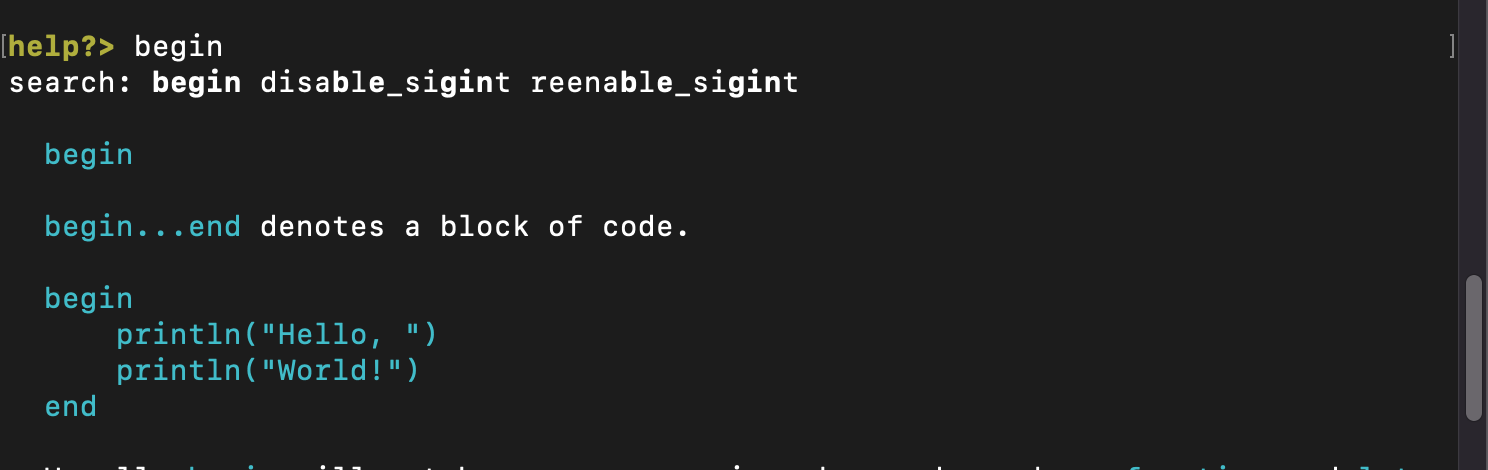 help?> begin
search: begin disable_sigint reenable_sigint
begin
begin...end denotes a block of code.
begin
println("Hello, ")
println("World!")
end